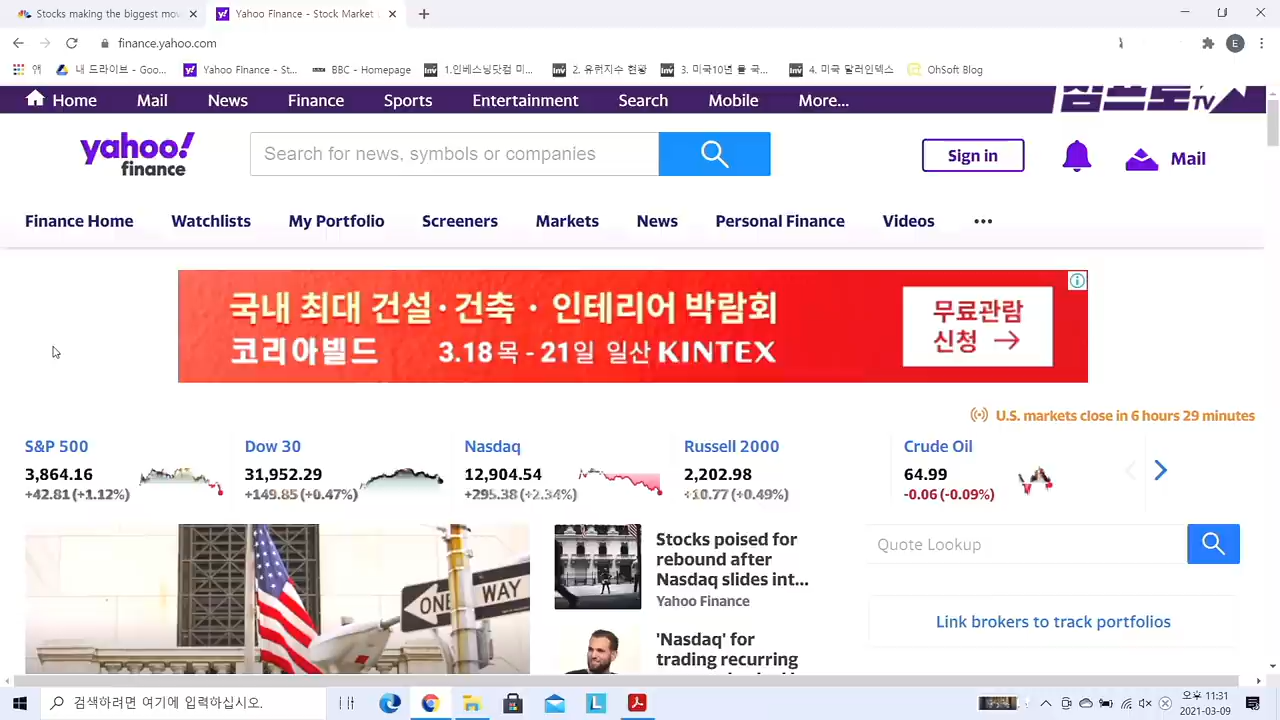 Stocks making the biggest mov
Yahoo Finance - Stock Market
finance.yahoo.com
E
앱
내 드라이브 - Goo...
Yahoo Finance - St...
BBC - Homepage
1.인베스팅닷컴 미...
2. 유럽지수 현황
3. 미국10년 물 국...
4. 미국 달러인덱스
OhSoft Blog
Home Mail News Finance Sports Entertainment Search Mobile More...
삼프로TV
yahoo!
finance
Search for news, symbols or companies
Sign in
Mail
Finance Home Watchlists My Portfolio Screeners Markets News Personal Finance Videos
국내 최대 건설·건축·인테리어 박람회
코리아빌드 3.18 목 - 21일 일산 KINTEX
무료관람
신청 →
U.S. markets close in 6 hours 29 minutes
S&P 500
3,864.16
+42.81 (+1.12%)
Dow 30
31,952.29
+149.85 (+0.47%)
Nasdaq
12,904.54
+295.38 (+2.34%)
Russell 2000
2,202.98
+10.77 (+0.49%)
Crude Oil
64.99
-0.06 (-0.09%)
ONE WAY
Stocks poised for
rebound after
Nasdaq slides int...
Yahoo Finance
'Nasdaq' for
trading recurring
Quote Lookup
Link brokers to track portfolios
검색하려면 여기에 입력하십시오.
오후 11:31
2021-03-09